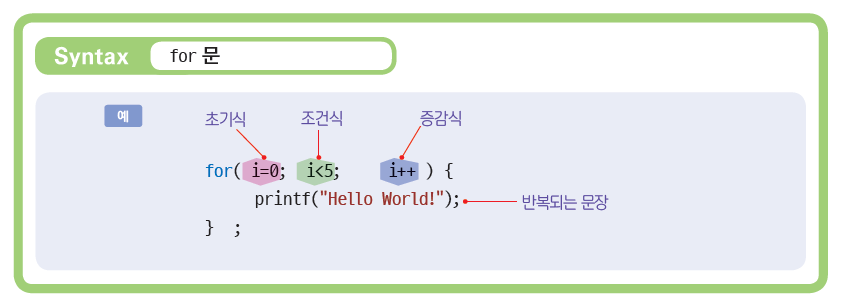 Syntax for 문
예
초기식 조건식 증감식
for( i=0; i<5; i++ ) {
printf("Hello World!"); 반복되는 문장
} ;